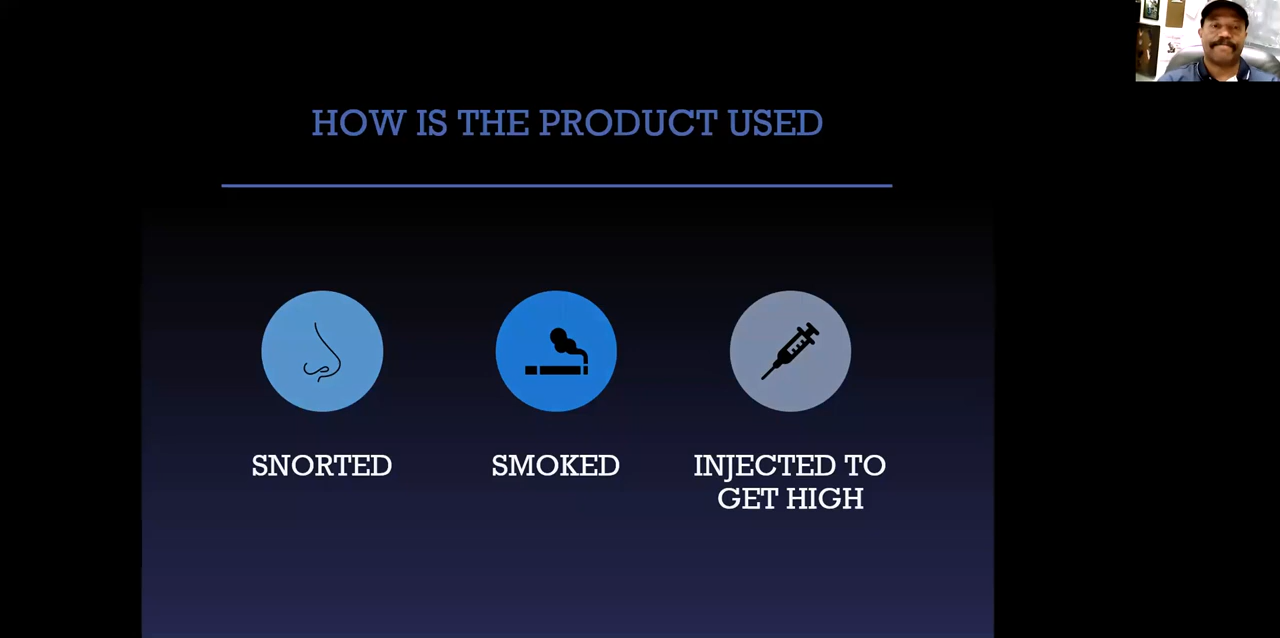 HOW IS THE PRODUCT USED
SNORTED
SMOKED
INJECTED TO
GET HIGH